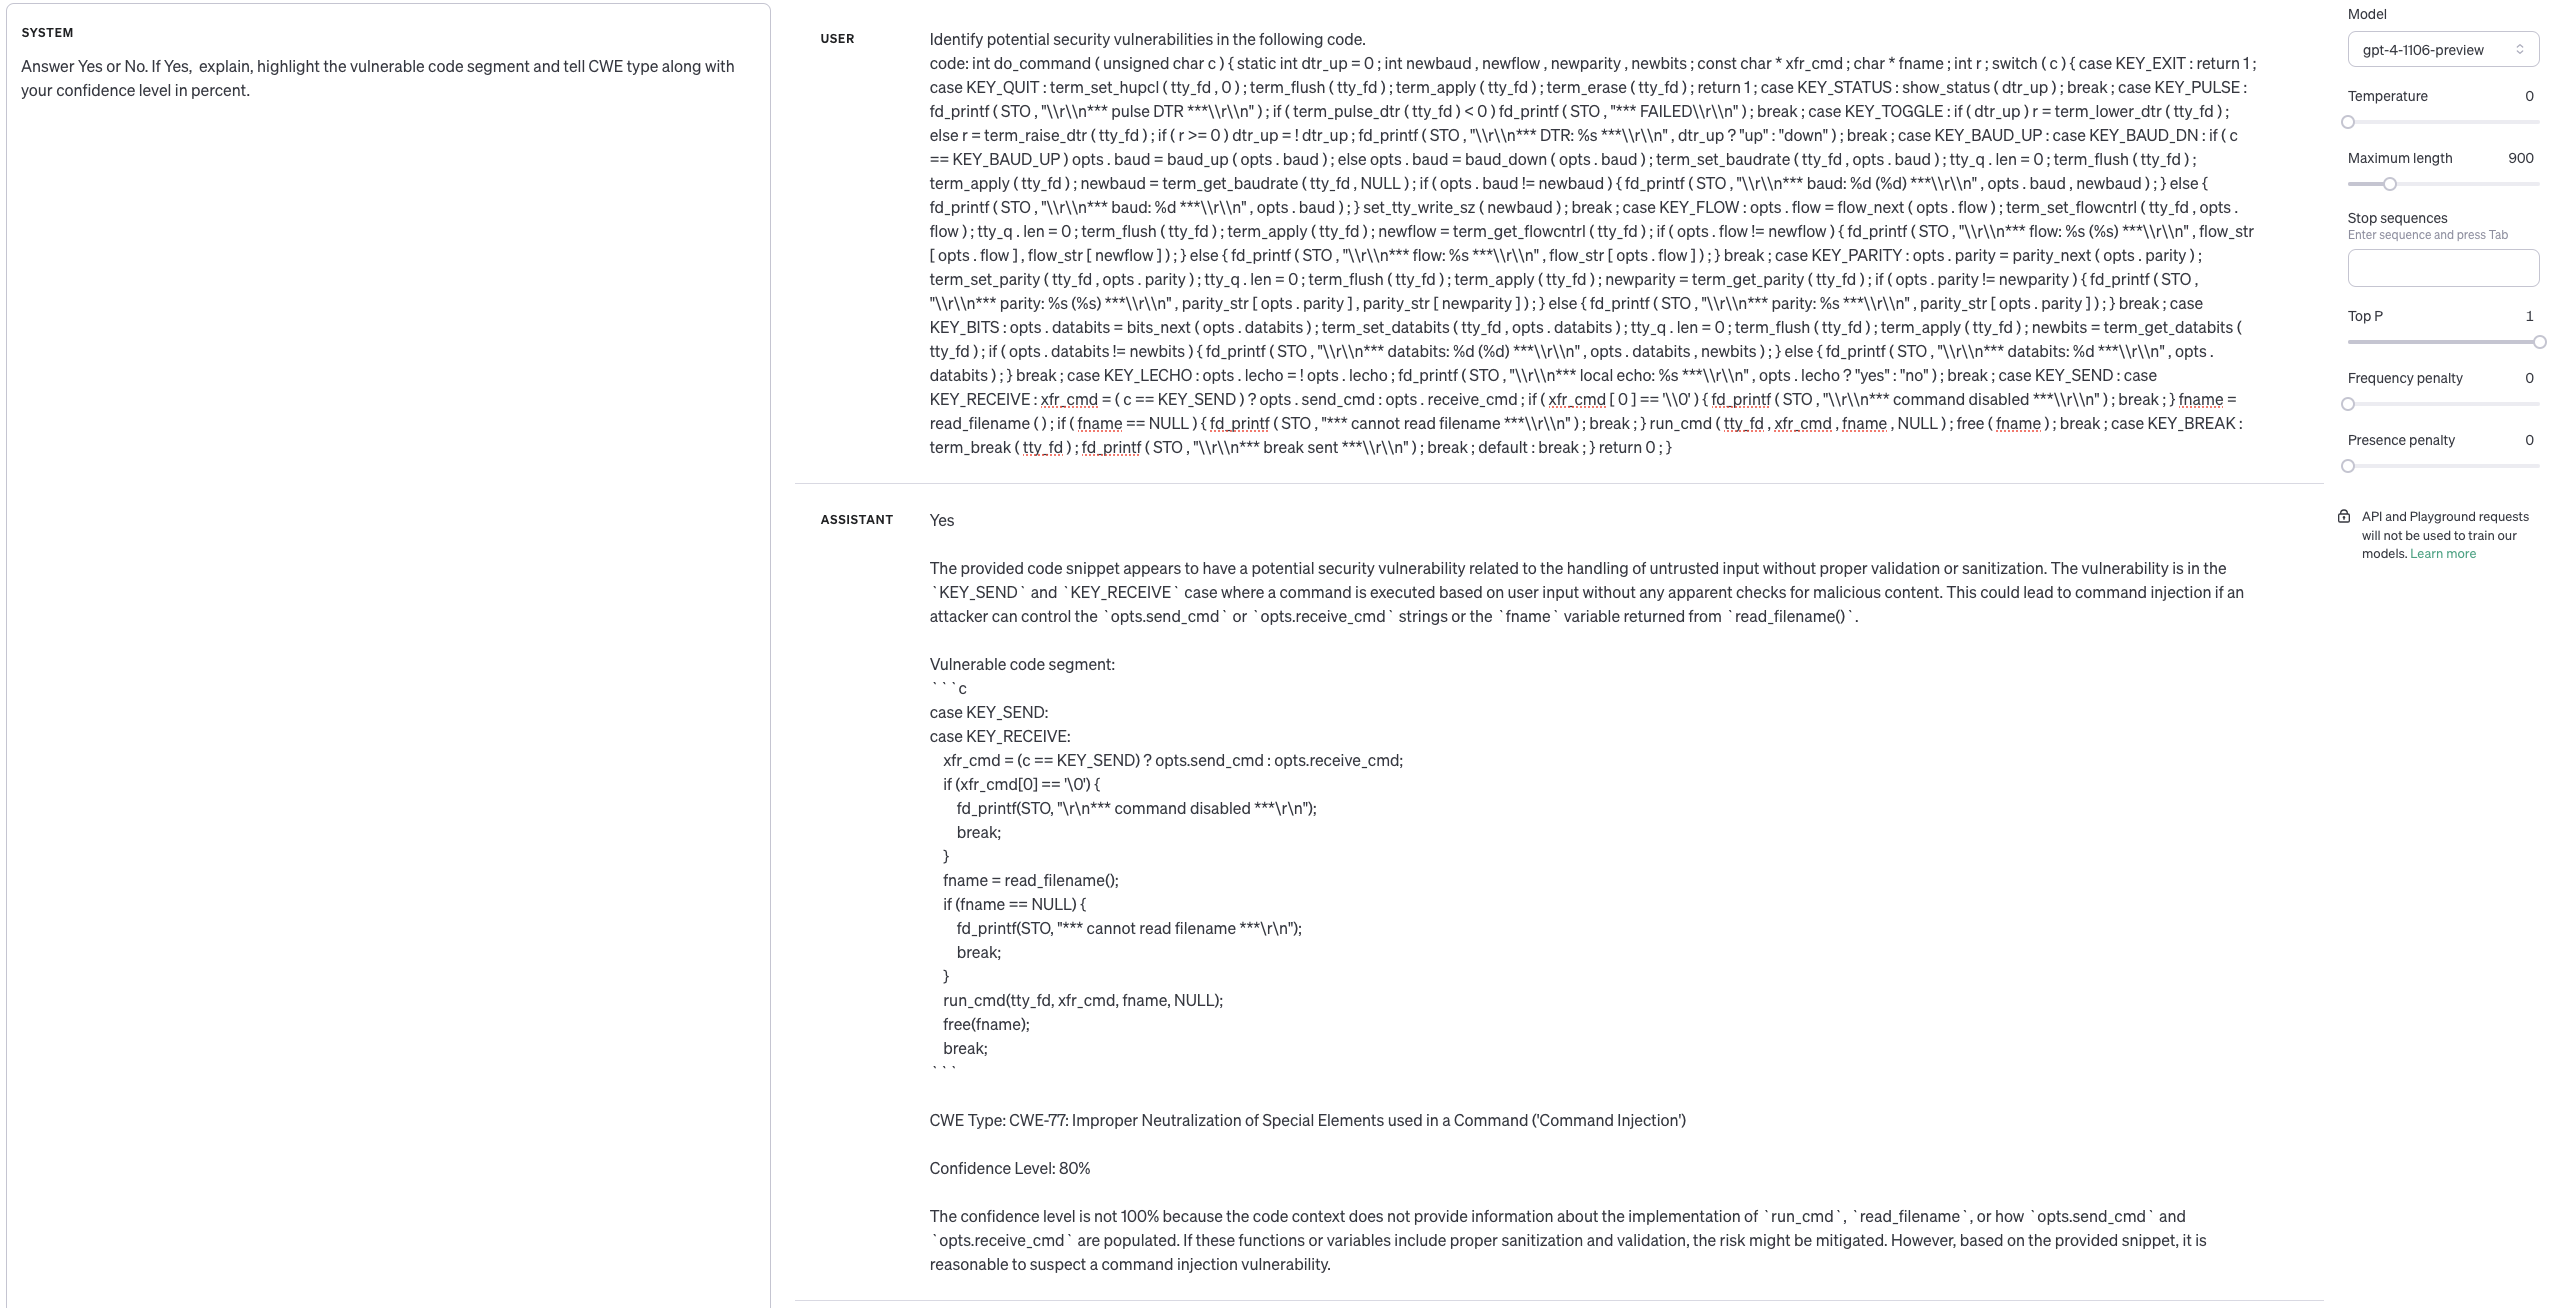 SYSTEM
Answer Yes or No. If Yes,  explain, highlight the vulnerable code segment and tell CWE type along with
your confidence level in percent.
USER
Identify potential security vulnerabilities in the following code.
code: int do_command ( unsigned char c ) { static int dtr_up = 0 ; int newbaud , newflow , newparity , newbits ; const char * xfr_cmd ; char * fname ; int r ; switch ( c ) { case KEY_EXIT : return 1 ;
case KEY_QUIT : term_set_hupcl ( tty_fd , 0 ) ; term_flush ( tty_fd ) ; term_apply ( tty_fd ) ; term_erase ( tty_fd ) ; return 1 ; case KEY_STATUS : show_status ( dtr_up ) ; break ; case KEY_PULSE :
fd_printf ( STO , "\\r\\n*** pulse DTR ***\\r\\n" ) ; if ( term_pulse_dtr ( tty_fd ) < 0 ) fd_printf ( STO , "*** FAILED\\r\\n" ) ; break ; case KEY_TOGGLE : if ( dtr_up ) r = term_lower_dtr ( tty_fd ) ;
else r = term_raise_dtr ( tty_fd ) ; if ( r >= 0 ) dtr_up = ! dtr_up ; fd_printf ( STO , "\\r\\n*** DTR: %s ***\\r\\n" , dtr_up ? "up" : "down" ) ; break ; case KEY_BAUD_UP : case KEY_BAUD_DN : if ( c
== KEY_BAUD_UP ) opts . baud = baud_up ( opts . baud ) ; else opts . baud = baud_down ( opts . baud ) ; term_set_baudrate ( tty_fd , opts . baud ) ; tty_q . len = 0 ; term_flush ( tty_fd ) ;
term_apply ( tty_fd ) ; newbaud = term_get_baudrate ( tty_fd , NULL ) ; if ( opts . baud != newbaud ) { fd_printf ( STO , "\\r\\n*** baud: %d (%d) ***\\r\\n" , opts . baud , newbaud ) ; } else {
fd_printf ( STO , "\\r\\n*** baud: %d ***\\r\\n" , opts . baud ) ; } set_tty_write_sz ( newbaud ) ; break ; case KEY_FLOW : opts . flow = flow_next ( opts . flow ) ; term_set_flowcntrl ( tty_fd , opts .
flow ) ; tty_q . len = 0 ; term_flush ( tty_fd ) ; term_apply ( tty_fd ) ; newflow = term_get_flowcntrl ( tty_fd ) ; if ( opts . flow != newflow ) { fd_printf ( STO , "\\r\\n*** flow: %s (%s) ***\\r\\n" , flow_str
[ opts . flow ] , flow_str [ newflow ] ) ; } else { fd_printf ( STO , "\\r\\n*** flow: %s ***\\r\\n" , flow_str [ opts . flow ] ) ; } break ; case KEY_PARITY : opts . parity = parity_next ( opts . parity ) ;
term_set_parity ( tty_fd , opts . parity ) ; tty_q . len = 0 ; term_flush ( tty_fd ) ; term_apply ( tty_fd ) ; newparity = term_get_parity ( tty_fd ) ; if ( opts . parity != newparity ) { fd_printf ( STO ,
"\\r\\n*** parity: %s (%s) ***\\r\\n" , parity_str [ opts . parity ] , parity_str [ newparity ] ) ; } else { fd_printf ( STO , "\\r\\n*** parity: %s ***\\r\\n" , parity_str [ opts . parity ] ) ; } break ; case
KEY_BITS : opts . databits = bits_next ( opts . databits ) ; term_set_databits ( tty_fd , opts . databits ) ; tty_q . len = 0 ; term_flush ( tty_fd ) ; term_apply ( tty_fd ) ; newbits = term_get_databits (
tty_fd ) ; if ( opts . databits != newbits ) { fd_printf ( STO , "\\r\\n*** databits: %d (%d) ***\\r\\n" , opts . databits , newbits ) ; } else { fd_printf ( STO , "\\r\\n*** databits: %d ***\\r\\n" , opts .
databits ) ; } break ; case KEY_LECHO : opts . lecho = ! opts . lecho ; fd_printf ( STO , "\\r\\n*** local echo: %s ***\\r\\n" , opts . lecho ? "yes" : "no" ) ; break ; case KEY_SEND : case
KEY_RECEIVE : xfr_cmd = ( c == KEY_SEND ) ? opts . send_cmd : opts . receive_cmd ; if ( xfr_cmd [ 0 ] == '\\0' ) { fd_printf ( STO , "\\r\\n*** command disabled ***\\r\\n" ) ; break ; } fname =
read_filename ( ) ; if ( fname == NULL ) { fd_printf ( STO , "*** cannot read filename ***\\r\\n" ) ; break ; } run_cmd ( tty_fd , xfr_cmd , fname , NULL ) ; free ( fname ) ; break ; case KEY_BREAK :
term_break ( tty_fd ) ; fd_printf ( STO , "\\r\\n*** break sent ***\\r\\n" ) ; break ; default : break ; } return 0 ; }
ASSISTANT
Yes
The provided code snippet appears to have a potential security vulnerability related to the handling of untrusted input without proper validation or sanitization. The vulnerability is in the
`KEY_SEND` and `KEY_RECEIVE` case where a command is executed based on user input without any apparent checks for malicious content. This could lead to command injection if an
attacker can control the `opts.send_cmd` or `opts.receive_cmd` strings or the `fname` variable returned from `read_filename()`.
Vulnerable code segment:
```c
case KEY_SEND:
case KEY_RECEIVE:
xfr_cmd = (c == KEY_SEND) ? opts.send_cmd : opts.receive_cmd;
if (xfr_cmd[0] == '\0') {
fd_printf(STO, "\r\n*** command disabled ***\r\n");
break;
}
fname = read_filename();
if (fname == NULL) {
fd_printf(STO, "*** cannot read filename ***\r\n");
break;
}
run_cmd(tty_fd, xfr_cmd, fname, NULL);
free(fname);
break;
```
CWE Type: CWE-77: Improper Neutralization of Special Elements used in a Command ('Command Injection')
Confidence Level: 80%
The confidence level is not 100% because the code context does not provide information about the implementation of `run_cmd`, `read_filename`, or how `opts.send_cmd` and
`opts.receive_cmd` are populated. If these functions or variables include proper sanitization and validation, the risk might be mitigated. However, based on the provided snippet, it is
reasonable to suspect a command injection vulnerability.
Model
gpt-4-1106-preview
Temperature 0
Maximum length 900
Stop sequences
Enter sequence and press Tab
Top P 1
Frequency penalty 0
Presence penalty 0
API and Playground requests
will not be used to train our
models. Learn more